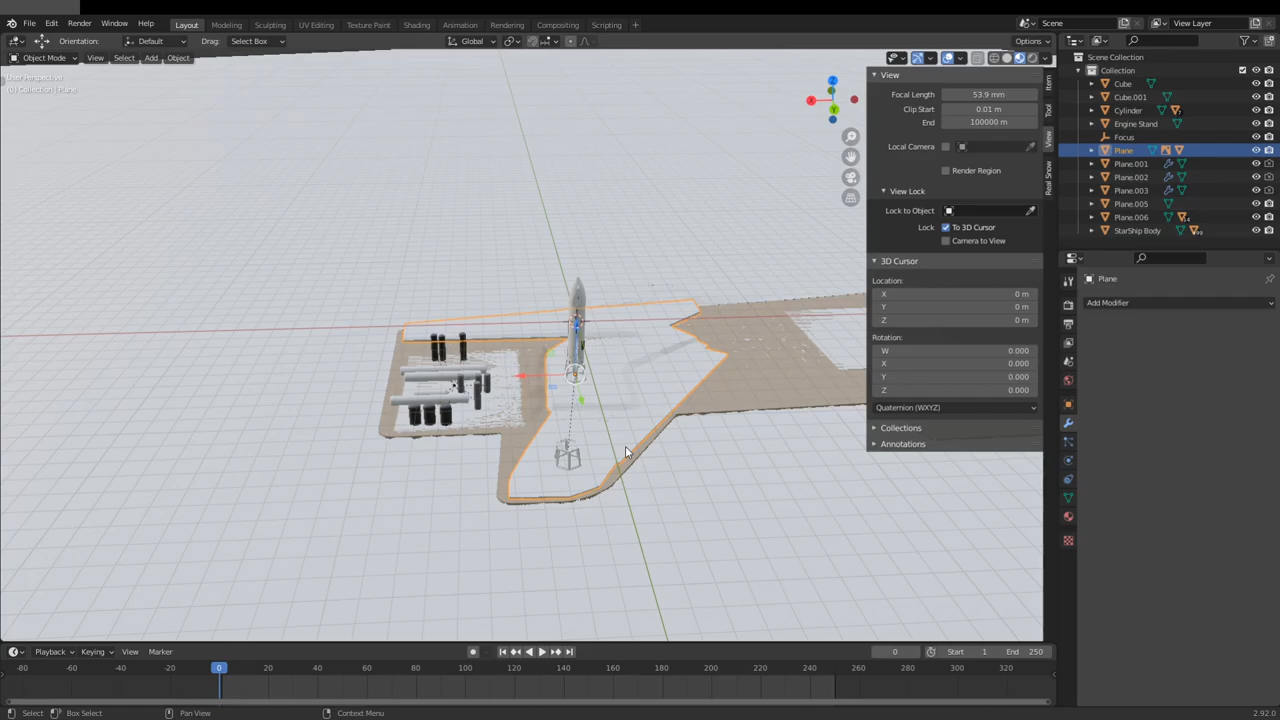 File Edit Render Window Help Layout Modeling Sculpting UV Editing Texture Paint Shading Animation Rendering Compositing Scripting + Scene View Layer
Orientation: Default Drag: Select Box Global Options
Object Mode View Select Add Object
User Perspective
(0) Collection | Plane
X
Y
Z
View
Focal Length 53.9 mm
Clip Start 0.01 m
End 100000 m
Local Camera
Render Region
View Lock
Lock to Object
Lock: To 3D Cursor
Camera to View
3D Cursor
Location:
X 0 m
Y 0 m
Z 0 m
Rotation:
W 0.000
X 0.000
Y 0.000
Z 0.000
Quaternion (WXYZ)
Collections
Annotations
Item
Tool
View
Real Snow
Scene Collection
Collection
Cube
Cube.001
Cylinder
Engine Stand
Focus
Plane
Plane.001
Plane.002
Plane.003
Plane.005
Plane.006
StarShip Body
Plane
Add Modifier
Playback Keying View Marker 0 Start 1 End 250
-80 -60 -40 -20 0 20 40 60 80 100 120 140 160 180 200 220 240 260 280 300 320
Select Box Select Pan View Context Menu 2.92.0